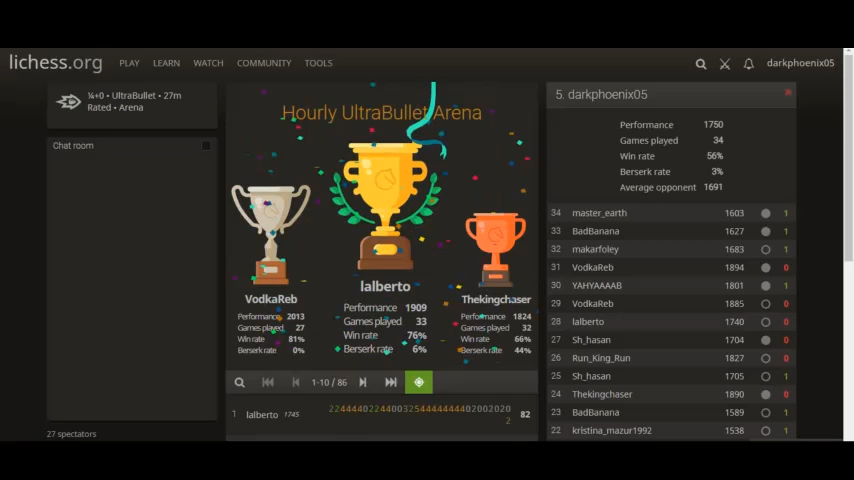 lichess.org PLAY LEARN WATCH COMMUNITY TOOLS darkphoenix05
¼+0 • UltraBullet • 27m
Rated • Arena
Chat room
27 spectators
Hourly UltraBullet Arena
VodkaReb
Performance 2013
Games played 27
Win rate 81%
Berserk rate 0%
lalberto
Performance 1909
Games played 33
Win rate 76%
Berserk rate 6%
Thekingchaser
Performance 1824
Games played 32
Win rate 66%
Berserk rate 44%
1-10 / 86
1 lalberto 1745 82
5. darkphoenix05
Performance 1750
Games played 34
Win rate 56%
Berserk rate 3%
Average opponent 1691
34 master_earth 1603 1
33 BadBanana 1627 1
32 makarfoley 1683 1
31 VodkaReb 1894 0
30 YAHYAAAAB 1801 1
29 VodkaReb 1885 0
28 lalberto 1740 0
27 Sh_hasan 1704 0
26 Run_King_Run 1827 0
25 Sh_hasan 1705 1
24 Thekingchaser 1890 0
23 BadBanana 1589 1
22 kristina_mazur1992 1538 1